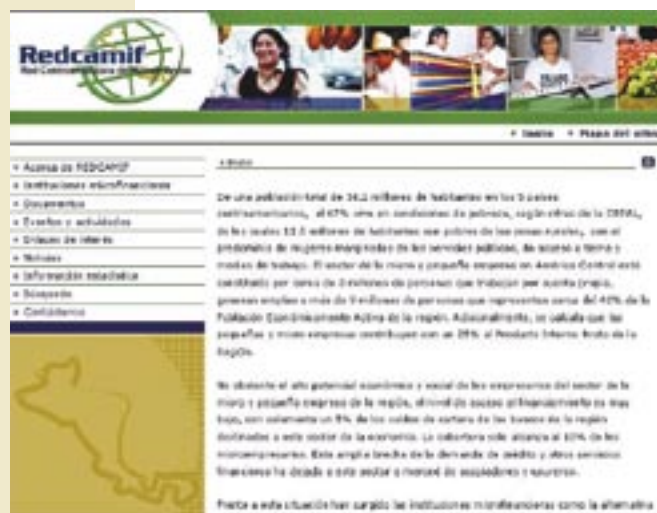 Redcamif
Red Centroamericana de Microfinanzas
• Inicio • Mapa del sitio
• Acerca de REDCAMIF
• Instituciones microfinancieras
• Documentos
• Eventos y actividades
• Enlaces de interés
• Noticias
• Información estadística
• Búsqueda
• Contáctenos
• Inicio
De una población total de millones de habitantes en los 5 países
centroamericanos, el 67% vive en condiciones de pobreza, según cifras de la CEPAL,
de los cuales millones de habitantes son pobres de las zonas rurales, con el
predominio de mujeres marginadas de los servicios públicos, de acceso a tierra y
medios de trabajo. El sector de la micro y pequeña empresa en América Central está
constituido por cerca de 3 millones de personas que trabajan por cuenta propia,
generan empleo a más de 9 millones de personas que representan cerca del 40% de la
Población Económicamente Activa de la región. Adicionalmente, se calcula que las
pequeñas y micro empresas contribuyen con un 25% al Producto Interno Bruto de la
Región.
No obstante el alto potencial económico y social de los empresarios del sector de la
micro y pequeña empresa de la región, el nivel de acceso al financiamiento es muy
bajo, con solamente un 5% de los saldos de cartera de los bancos de la región
destinados a este sector de la economía. La cobertura sólo alcanza al 10% de los
microempresarios. Esta amplia brecha de la demanda de crédito y otros servicios
financieros ha dejado a este sector a merced de usureros.
Frente a esta situación han surgido las instituciones microfinancieras como la alternativa